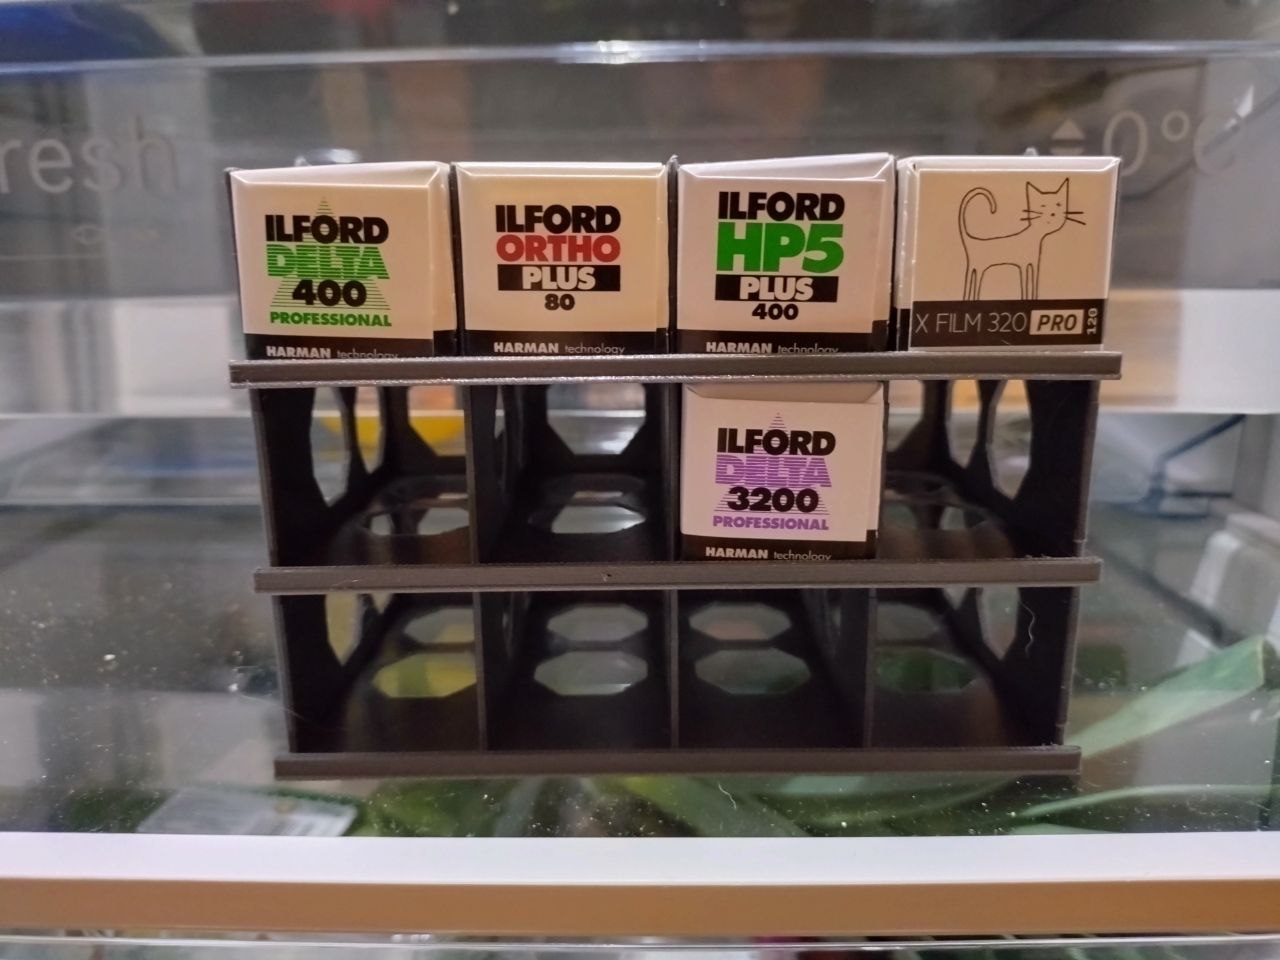 resh
0°C
ILFORD
DELTA
400
PROFESSIONAL
HARMAN technology
ILFORD
ORTHO
PLUS
80
HARMAN technology
ILFORD
HP5
PLUS
400
HARMAN technology
X FILM 320 PRO 120
ILFORD
DELTA
3200
PROFESSIONAL
HARMAN technology